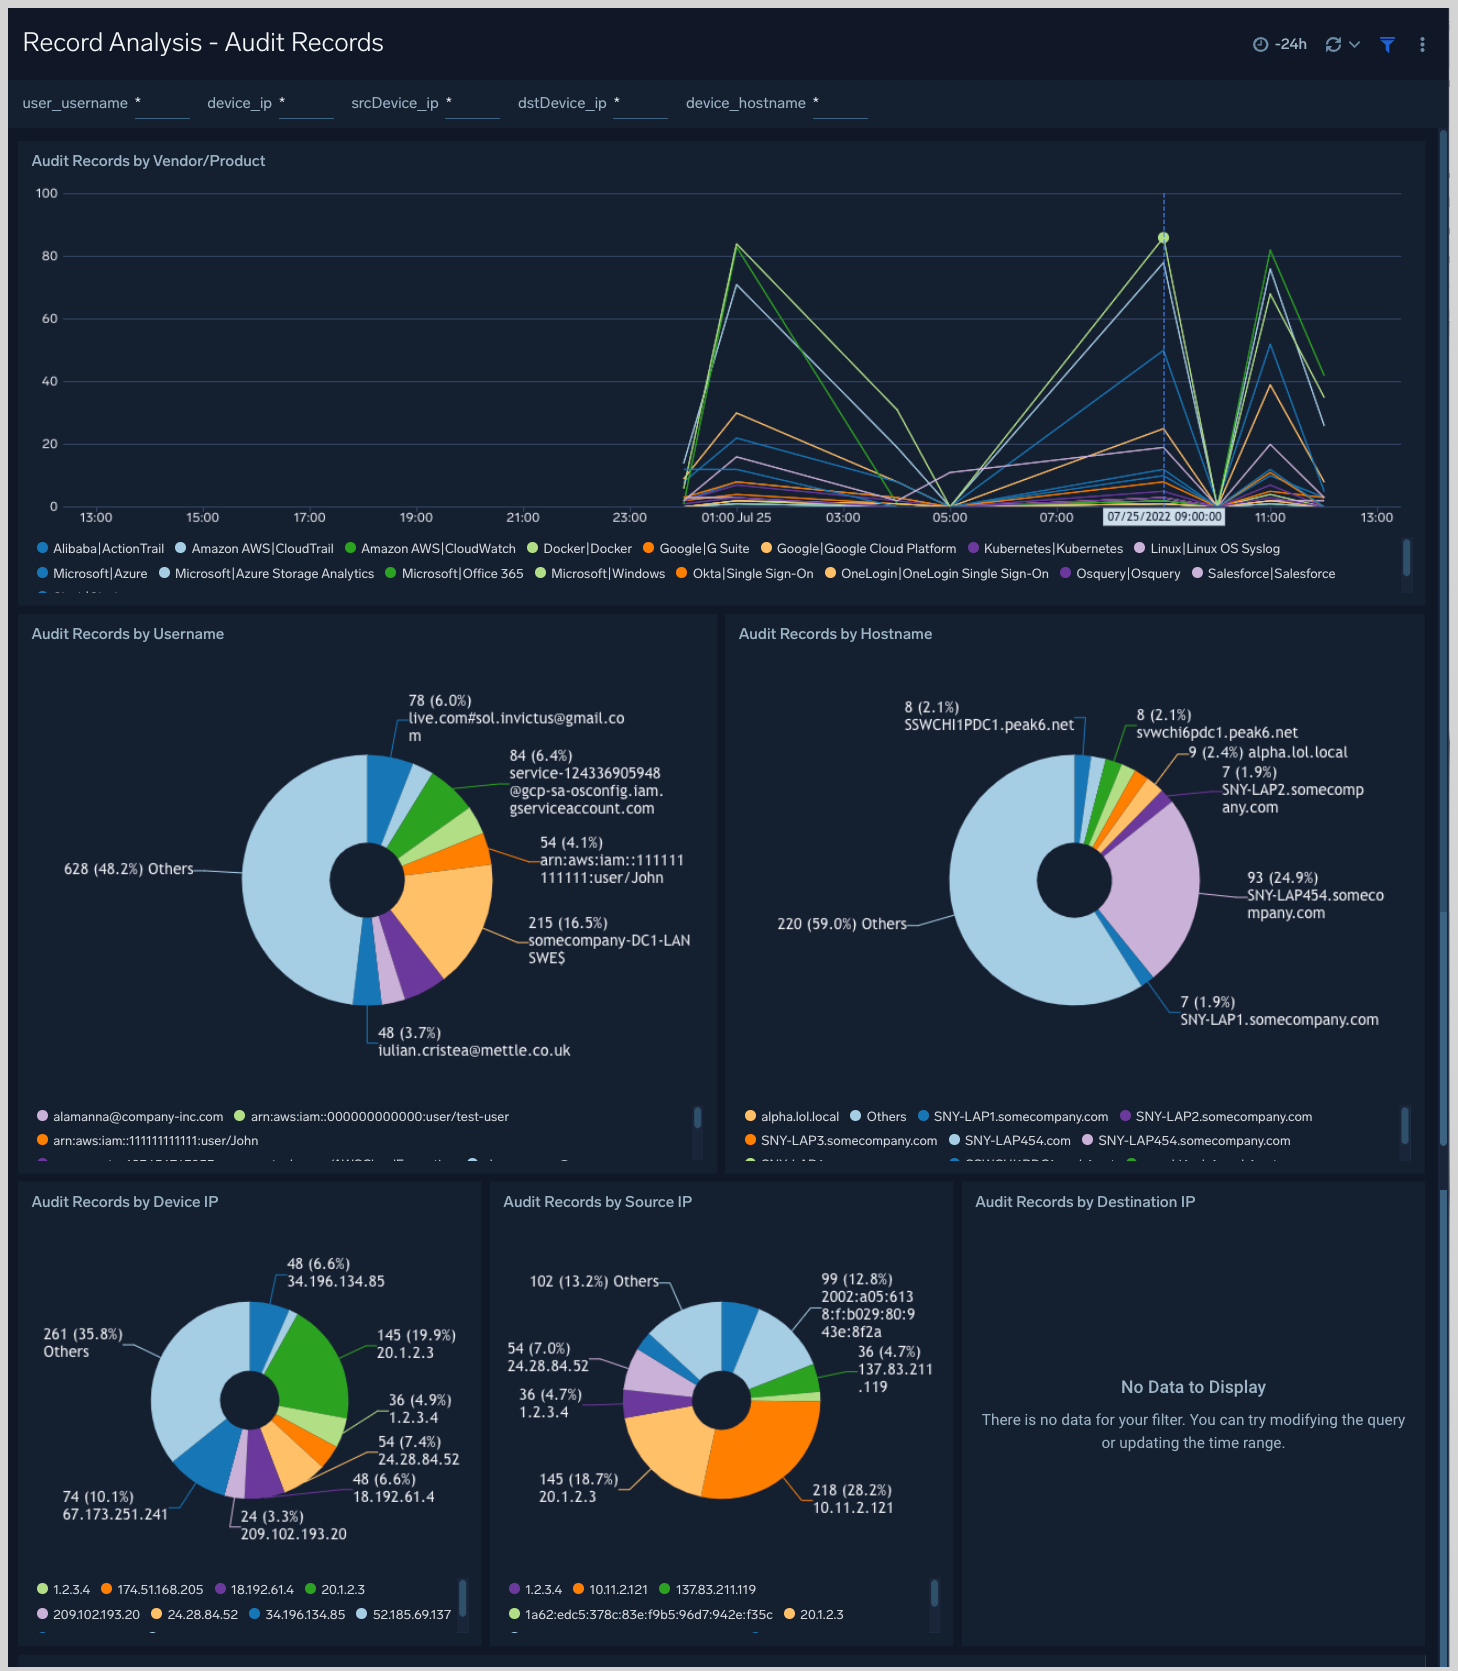 Record Analysis - Audit Records
-24h
user_username * device_ip * srcDevice_ip * dstDevice_ip * device_hostname *
Audit Records by Vendor/Product
100
80
60
40
20
0
13:00 15:00 17:00 19:00 21:00 23:00 01:00 Jul 25 03:00 05:00 07:00 07/25/2022 09:00:00 11:00 13:00
Alibaba|ActionTrail Amazon AWS|CloudTrail Amazon AWS|CloudWatch Docker|Docker Google|G Suite Google|Google Cloud Platform Kubernetes|Kubernetes Linux|Linux OS Syslog
Microsoft|Azure Microsoft|Azure Storage Analytics Microsoft|Office 365 Microsoft|Windows Okta|Single Sign-On OneLogin|OneLogin Single Sign-On Osquery|Osquery Salesforce|Salesforce
Audit Records by Username
78 (6.0%)
live.com#sol.invictus@gmail.co
m
84 (6.4%)
service-124336905948
@gcp-sa-osconfig.iam.
gserviceaccount.com
54 (4.1%)
arn:aws:iam::111111
111111:user/John
628 (48.2%) Others
215 (16.5%)
somecompany-DC1-LAN
SWE$
48 (3.7%)
iulian.cristea@mettle.co.uk
alamanna@company-inc.com arn:aws:iam::000000000000:user/test-user
arn:aws:iam::111111111111:user/John
Audit Records by Hostname
8 (2.1%)
SSWCHI1PDC1.peak6.net
8 (2.1%)
svwchi6pdc1.peak6.net
9 (2.4%) alpha.lol.local
7 (1.9%)
SNY-LAP2.somecomp
any.com
93 (24.9%)
SNY-LAP454.someco
mpany.com
220 (59.0%) Others
7 (1.9%)
SNY-LAP1.somecompany.com
alpha.lol.local Others SNY-LAP1.somecompany.com SNY-LAP2.somecompany.com
SNY-LAP3.somecompany.com SNY-LAP454.com SNY-LAP454.somecompany.com
Audit Records by Device IP
48 (6.6%)
34.196.134.85
261 (35.8%)
Others
145 (19.9%)
20.1.2.3
36 (4.9%)
1.2.3.4
54 (7.4%)
24.28.84.52
48 (6.6%)
18.192.61.4
74 (10.1%)
67.173.251.241
24 (3.3%)
209.102.193.20
1.2.3.4 174.51.168.205 18.192.61.4 20.1.2.3
209.102.193.20 24.28.84.52 34.196.134.85 52.185.69.137
Audit Records by Source IP
102 (13.2%) Others
99 (12.8%)
2002:a05:613
8:f:b029:80:9
43e:8f2a
54 (7.0%)
24.28.84.52
36 (4.7%)
137.83.211
.119
36 (4.7%)
1.2.3.4
145 (18.7%)
20.1.2.3
218 (28.2%)
10.11.2.121
1.2.3.4 10.11.2.121 137.83.211.119
1a62:edc5:378c:83e:f9b5:96d7:942e:f35c 20.1.2.3
Audit Records by Destination IP
No Data to Display
There is no data for your filter. You can try modifying the query
or updating the time range.